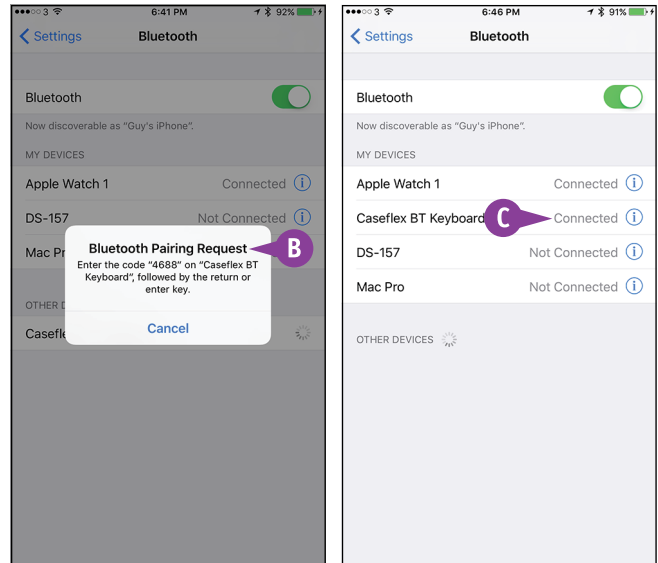 3 6:41 PM 92%
Settings Bluetooth
Bluetooth
Now discoverable as “Guy's iPhone”.
MY DEVICES
Apple Watch 1 Connected
DS-157 Not Connected
Mac Pr
Bluetooth Pairing Request
B
Enter the code “4688” on “Caseflex BT
Keyboard”, followed by the return or
enter key.
Cancel
OTHER D
Casefle
3 6:46 PM 91%
Settings Bluetooth
Bluetooth
Now discoverable as “Guy's iPhone”.
MY DEVICES
Apple Watch 1 Connected
Caseflex BT Keyboard C Connected
DS-157 Not Connected
Mac Pro Not Connected
OTHER DEVICES